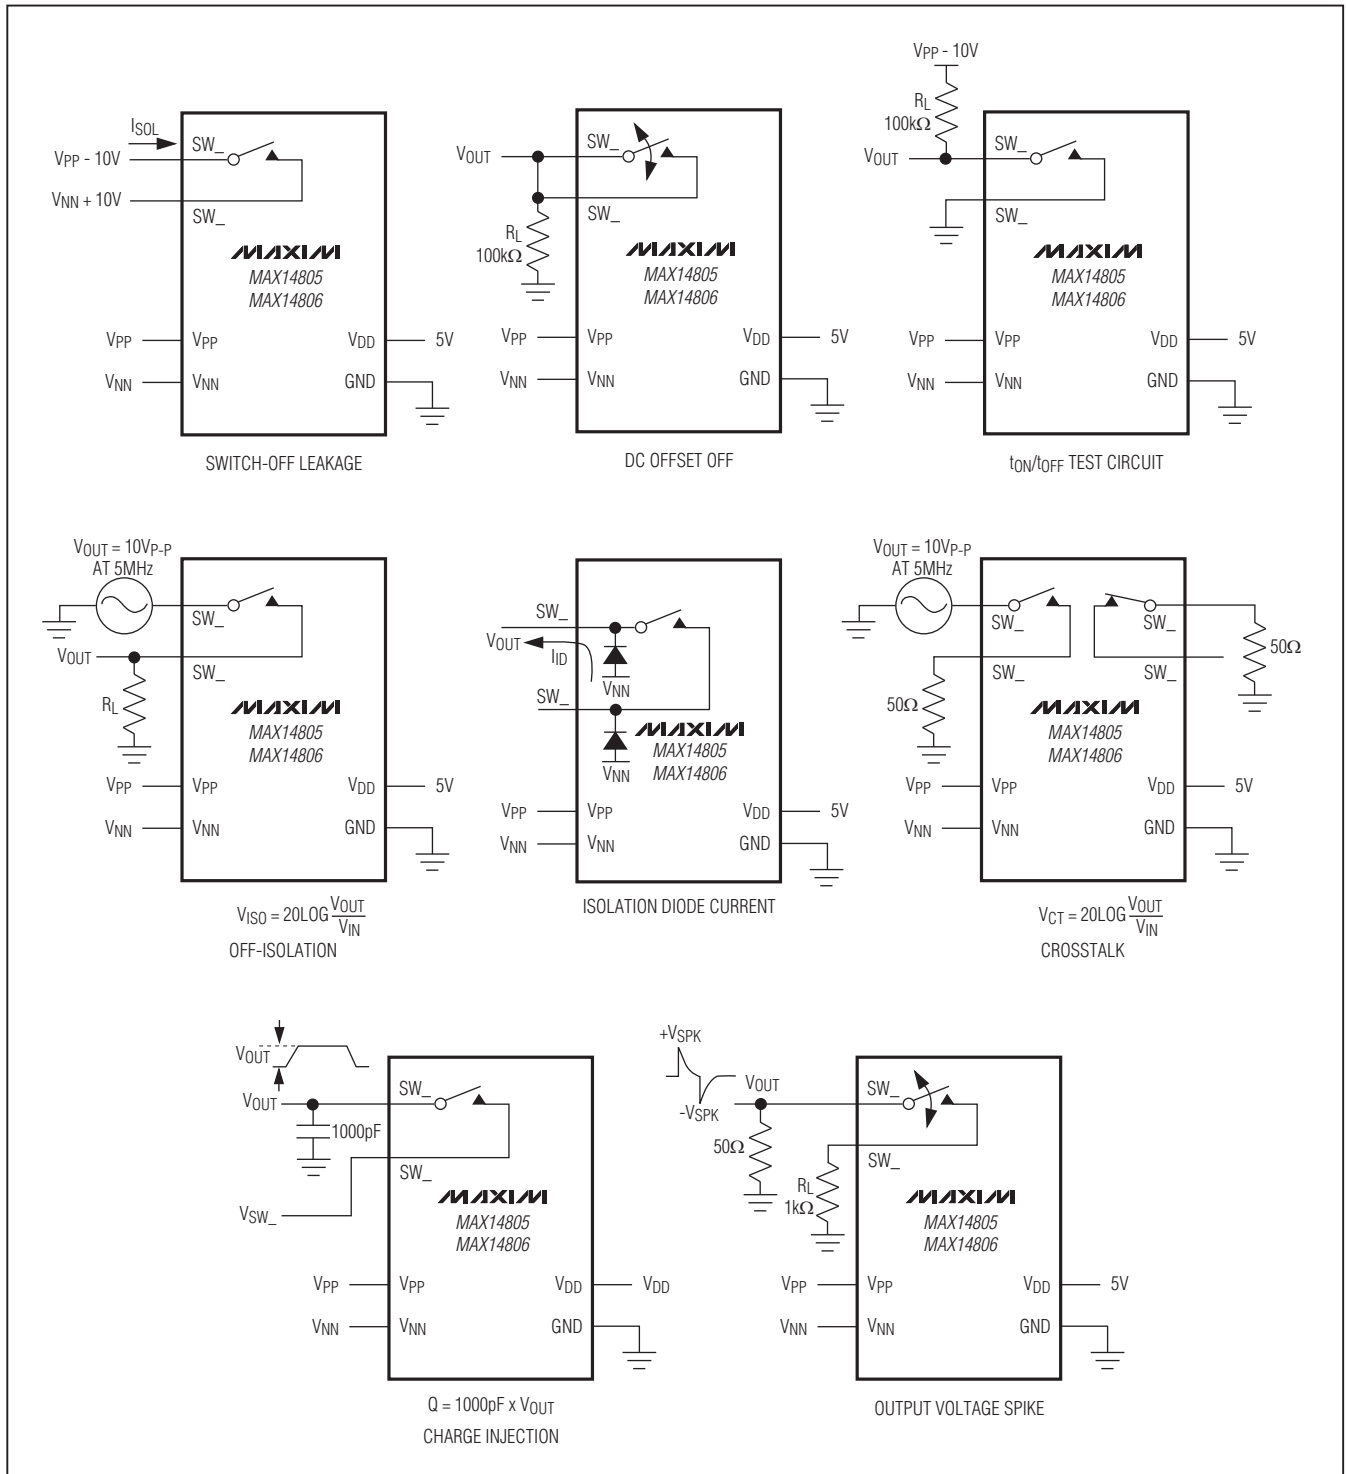 ISOL
VPP - 10V
VNN + 10V
SW_
SW_
MAXIM
MAX14805
MAX14806
VPP
VPP
VDD
5V
VNN
VNN
GND
SWITCH-OFF LEAKAGE
VOUT
SW_
SW_
RL
100kΩ
MAXIM
MAX14805
MAX14806
VPP
VPP
VDD
5V
VNN
VNN
GND
DC OFFSET OFF
VPP - 10V
RL
100kΩ
VOUT
SW_
SW_
MAXIM
MAX14805
MAX14806
VPP
VPP
VDD
5V
VNN
VNN
GND
tON/tOFF TEST CIRCUIT
VOUT = 10VP-P
AT 5MHz
SW_
VOUT
SW_
RL
MAXIM
MAX14805
MAX14806
VPP
VPP
VDD
5V
VNN
VNN
GND
VISO = 20LOG VOUT
VIN
OFF-ISOLATION
SW_
VOUT
IID
VNN
SW_
MAXIM
MAX14805
VNN
MAX14806
VPP
VPP
VDD
5V
VNN
VNN
GND
ISOLATION DIODE CURRENT
VOUT = 10VP-P
AT 5MHz
SW_
SW_
50Ω
SW_
SW_
50Ω
MAXIM
MAX14805
MAX14806
VPP
VPP
VDD
5V
VNN
VNN
GND
VCT = 20LOG VOUT
VIN
CROSSTALK
VOUT
VOUT
SW_
1000pF
SW_
VSW_
MAXIM
MAX14805
MAX14806
VPP
VPP
VDD
VDD
VNN
VNN
GND
Q = 1000pF x VOUT
CHARGE INJECTION
+VSPK
VOUT
-VSPK
SW_
50Ω
SW_
RL
1kΩ
MAXIM
MAX14805
MAX14806
VPP
VPP
VDD
5V
VNN
VNN
GND
OUTPUT VOLTAGE SPIKE